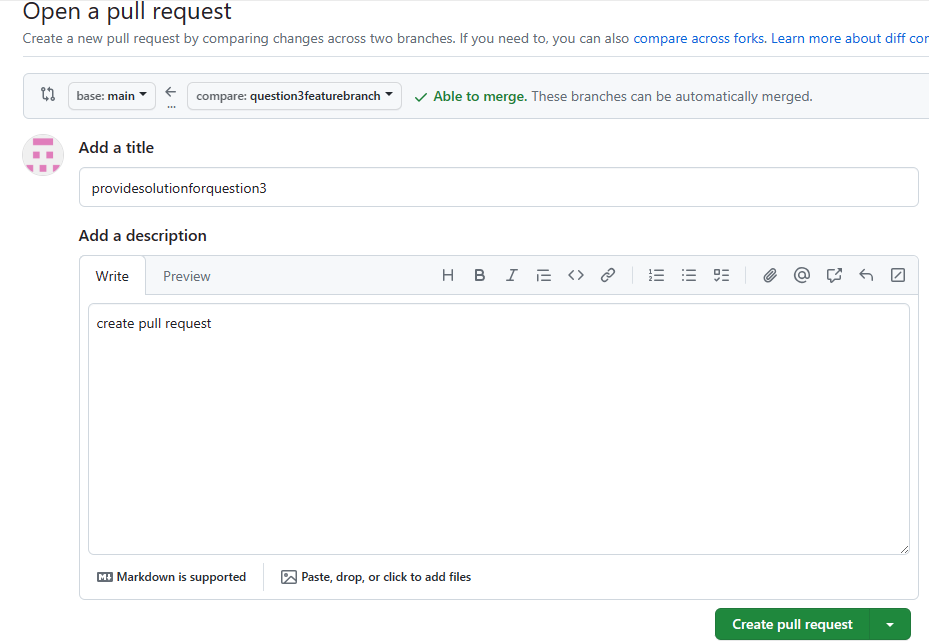 Open a pull request
Create a new pull request by comparing changes across two branches. If you need to, you can also compare across forks. Learn more about diff
base: main
...
compare: question3featurebranch
Able to merge. These branches can be automatically merged.
Add a title
providesolutionforquestion3
Add a description
Write Preview
create pull request
Markdown is supported
Paste, drop, or click to add files
Create pull request